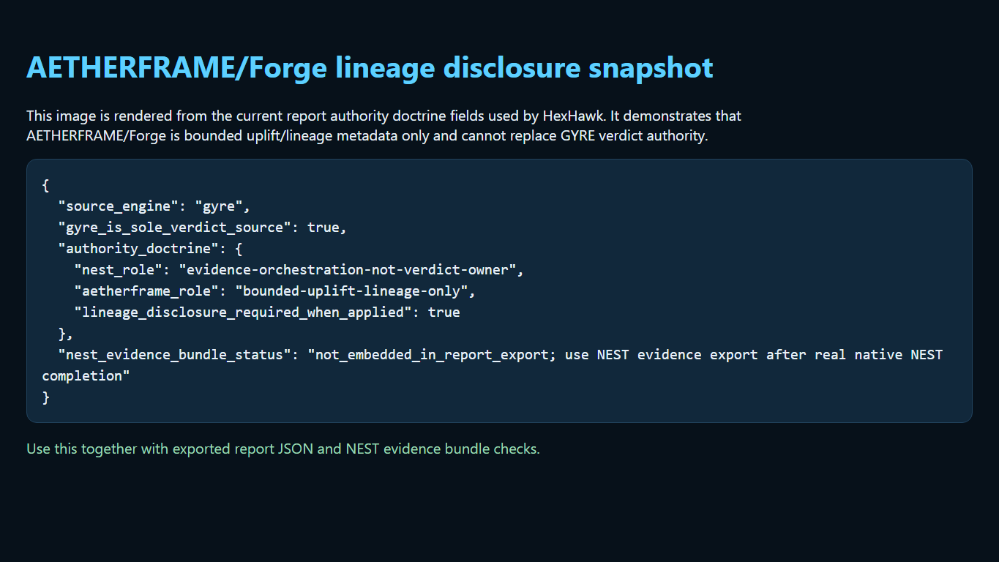 AETHERFRAME/Forge lineage disclosure snapshot
This image is rendered from the current report authority doctrine fields used by HexHawk. It demonstrates that
AETHERFRAME/Forge is bounded uplift/lineage metadata only and cannot replace GYRE verdict authority.
{
  "source_engine": "gyre",
  "gyre_is_sole_verdict_source": true,
  "authority_doctrine": {
    "nest_role": "evidence-orchestration-not-verdict-owner",
    "aetherframe_role": "bounded-uplift-lineage-only",
    "lineage_disclosure_required_when_applied": true
  },
  "nest_evidence_bundle_status": "not_embedded_in_report_export; use NEST evidence export after real native NEST
completion"
}
Use this together with exported report JSON and NEST evidence bundle checks.